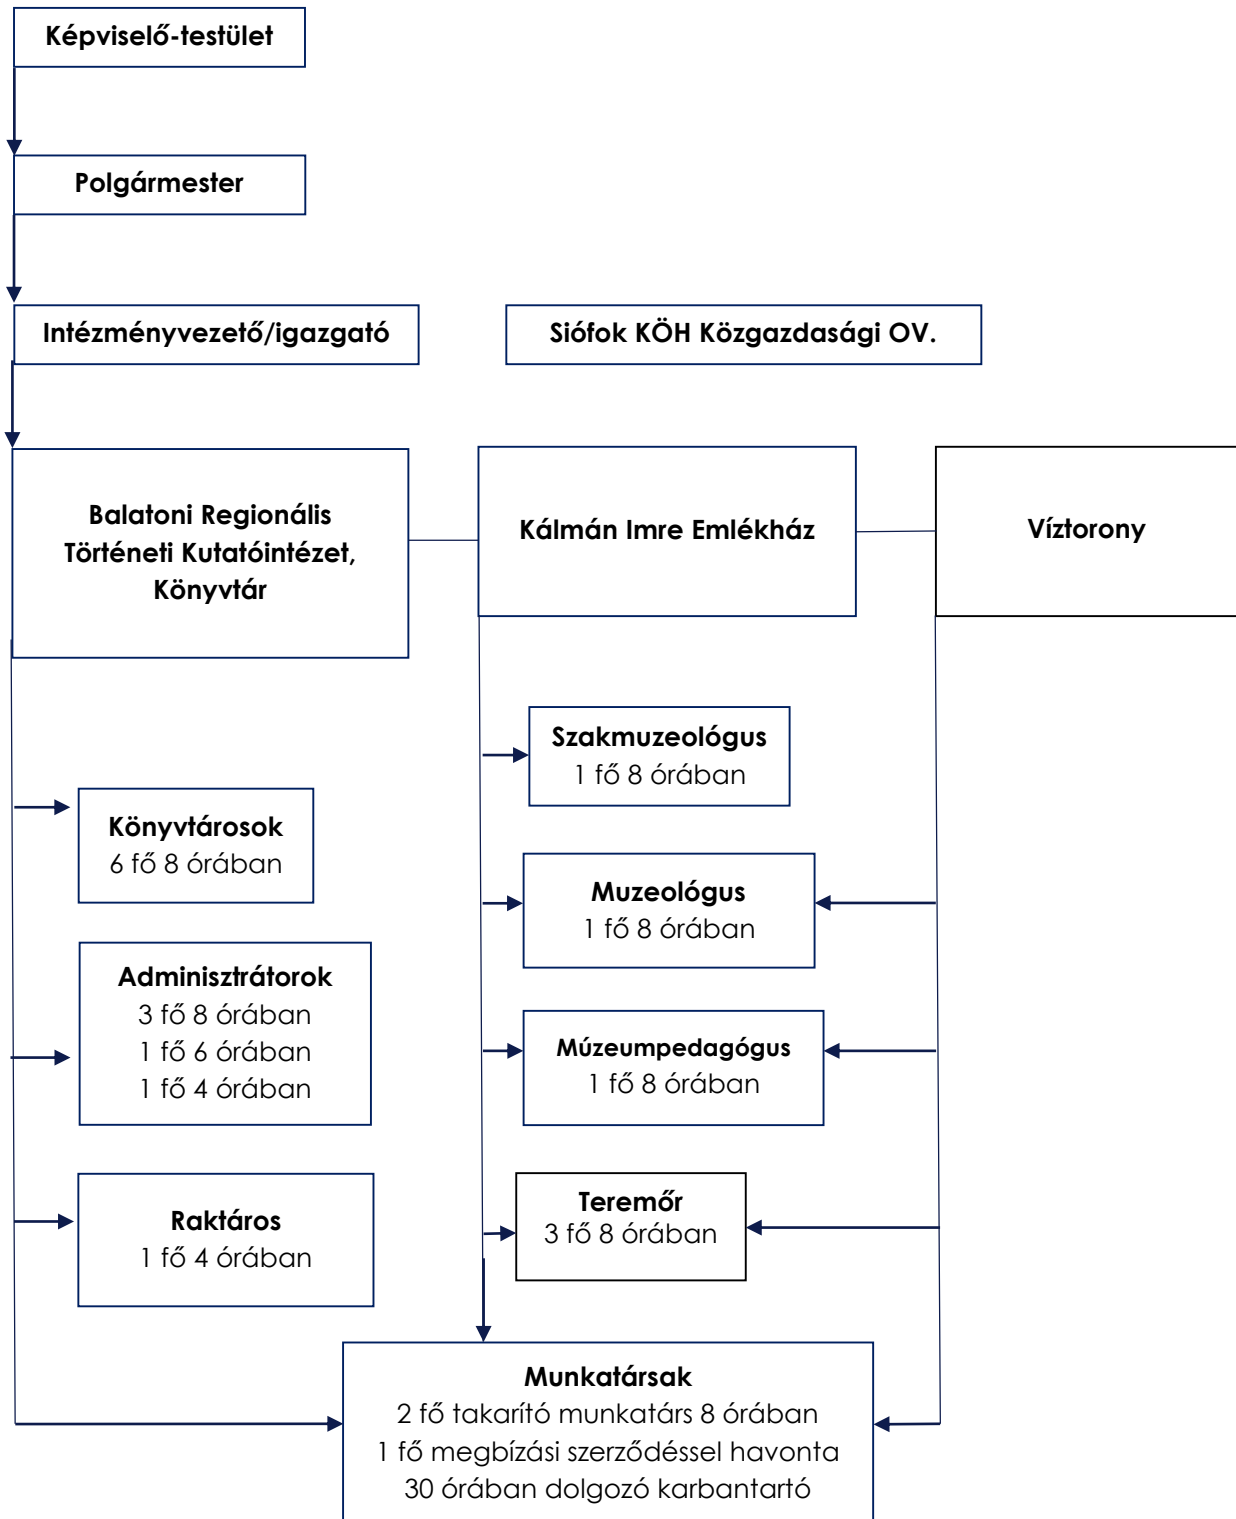 Képviselő-testület
Polgármester
Intézményvezető/igazgató
Siófok KÖH Közgazdasági OV.
Balatoni Regionális
Történeti Kutatóintézet,
Könyvtár
Kálmán Imre Emlékház
Víztorony
Szakmuzeológus
1 fő 8 órában
Könyvtárosok
6 fő 8 órában
Muzeológus
1 fő 8 órában
Adminisztrátorok
3 fő 8 órában
1 fő 6 órában
1 fő 4 órában
Múzeumpedagógus
1 fő 8 órában
Raktáros
1 fő 4 órában
Teremőr
3 fő 8 órában
Munkatársak
2 fő takarító munkatárs 8 órában
1 fő megbízási szerződéssel havonta
30 órában dolgozó karbantartó